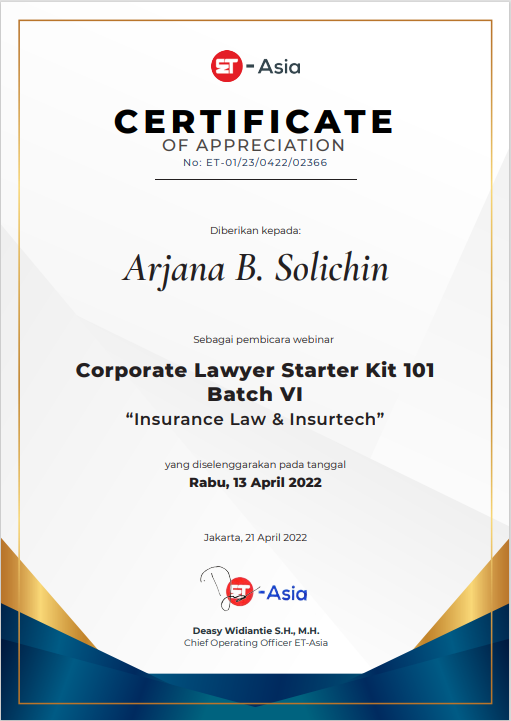 ET-Asia
CERTIFICATE
OF APPRECIATION
No: ET-01/23/0422/02366
Diberikan kepada:
Arjana B. Solichin
Sebagai pembicara webinar
Corporate Lawyer Starter Kit 101
Batch VI
“Insurance Law & Insurtech”
yang diselenggarakan pada tanggal
Rabu, 13 April 2022
Jakarta, 21 April 2022
ET-Asia
Deasy Widiantie S.H., M.H.
Chief Operating Officer ET-Asia